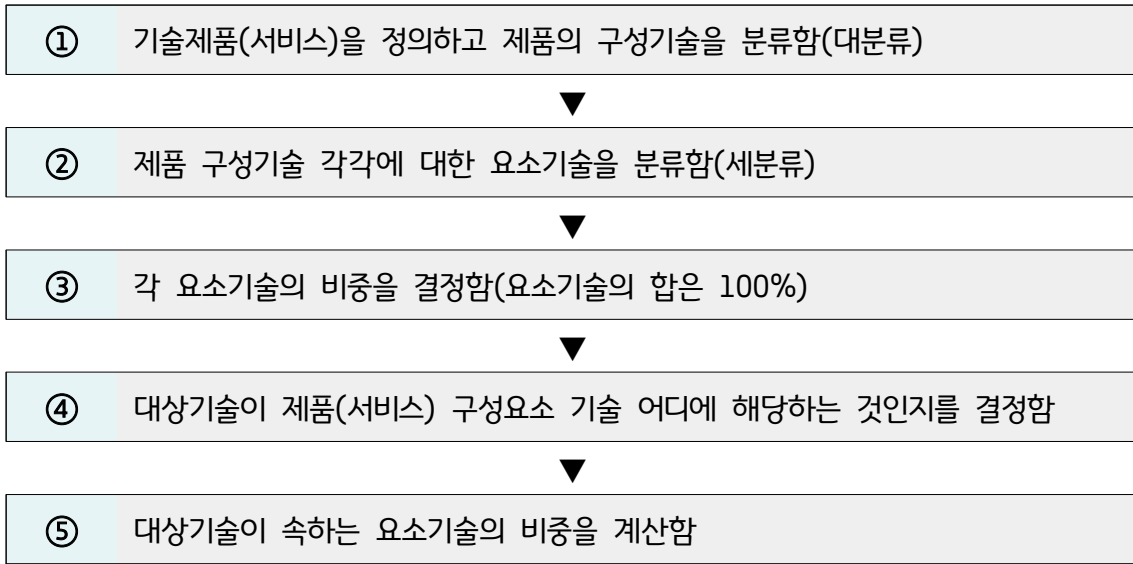 ① 기술제품(서비스)을 정의하고 제품의 구성기술을 분류함(대분류)
▼
② 제품 구성기술 각각에 대한 요소기술을 분류함(세분류)
▼
③ 각 요소기술의 비중을 결정함(요소기술의 합은 100%)
▼
④ 대상기술이 제품(서비스) 구성요소 기술 어디에 해당하는 것인지를 결정함
▼
⑤ 대상기술이 속하는 요소기술의 비중을 계산함